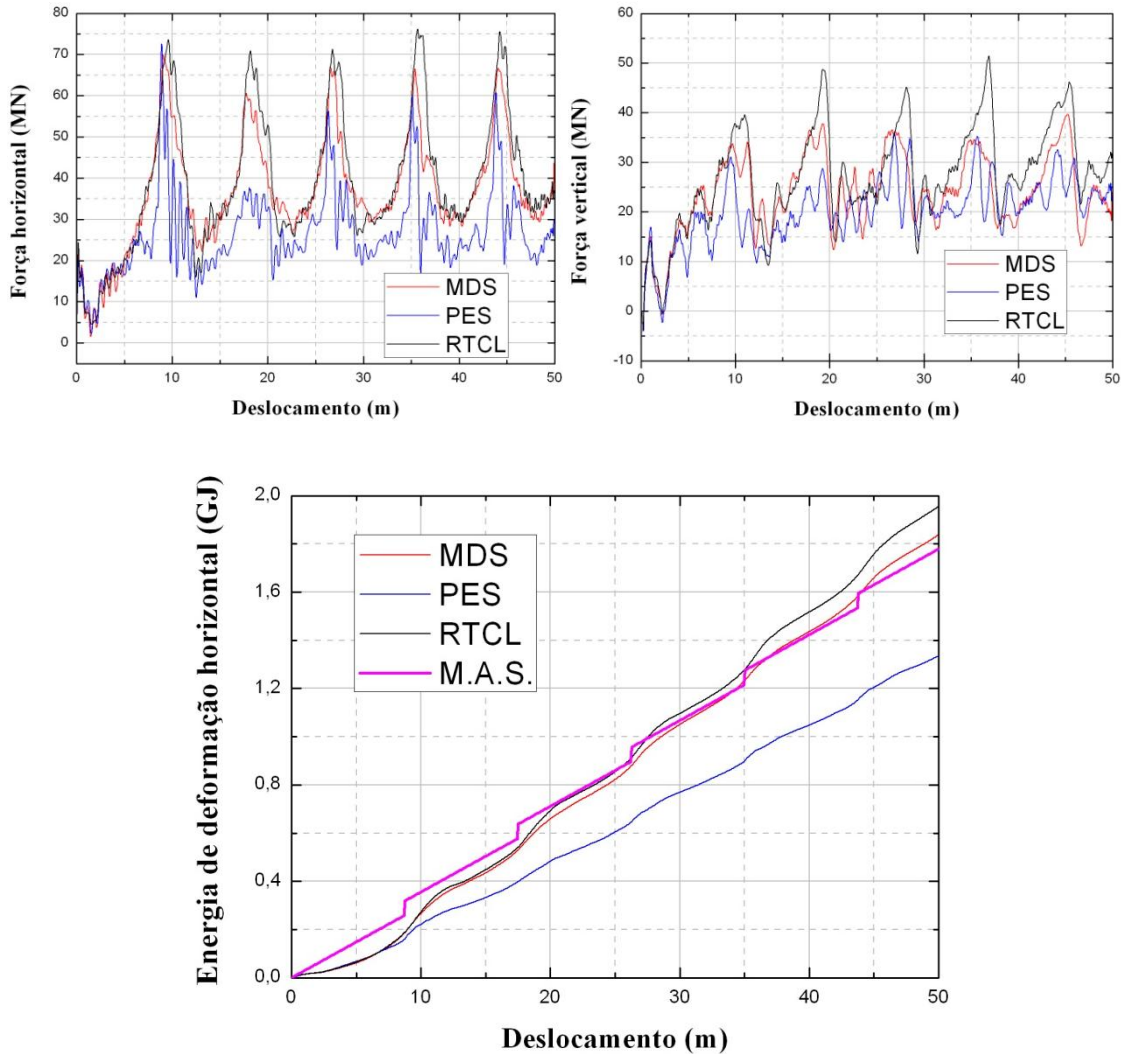 Força horizontal (MN)
80
70
60
50
40
30
20
10
0
MDS
PES
RTCL
0 10 20 30 40 50
Deslocamento (m)
Força vertical (MN)
60
50
40
30
20
10
0
-10
MDS
PES
RTCL
0 10 20 30 40 50
Deslocamento (m)
Energia de deformação horizontal (GJ)
2,0
1,6
1,2
0,8
0,4
0,0
MDS
PES
RTCL
M.A.S.
0 10 20 30 40 50
Deslocamento (m)